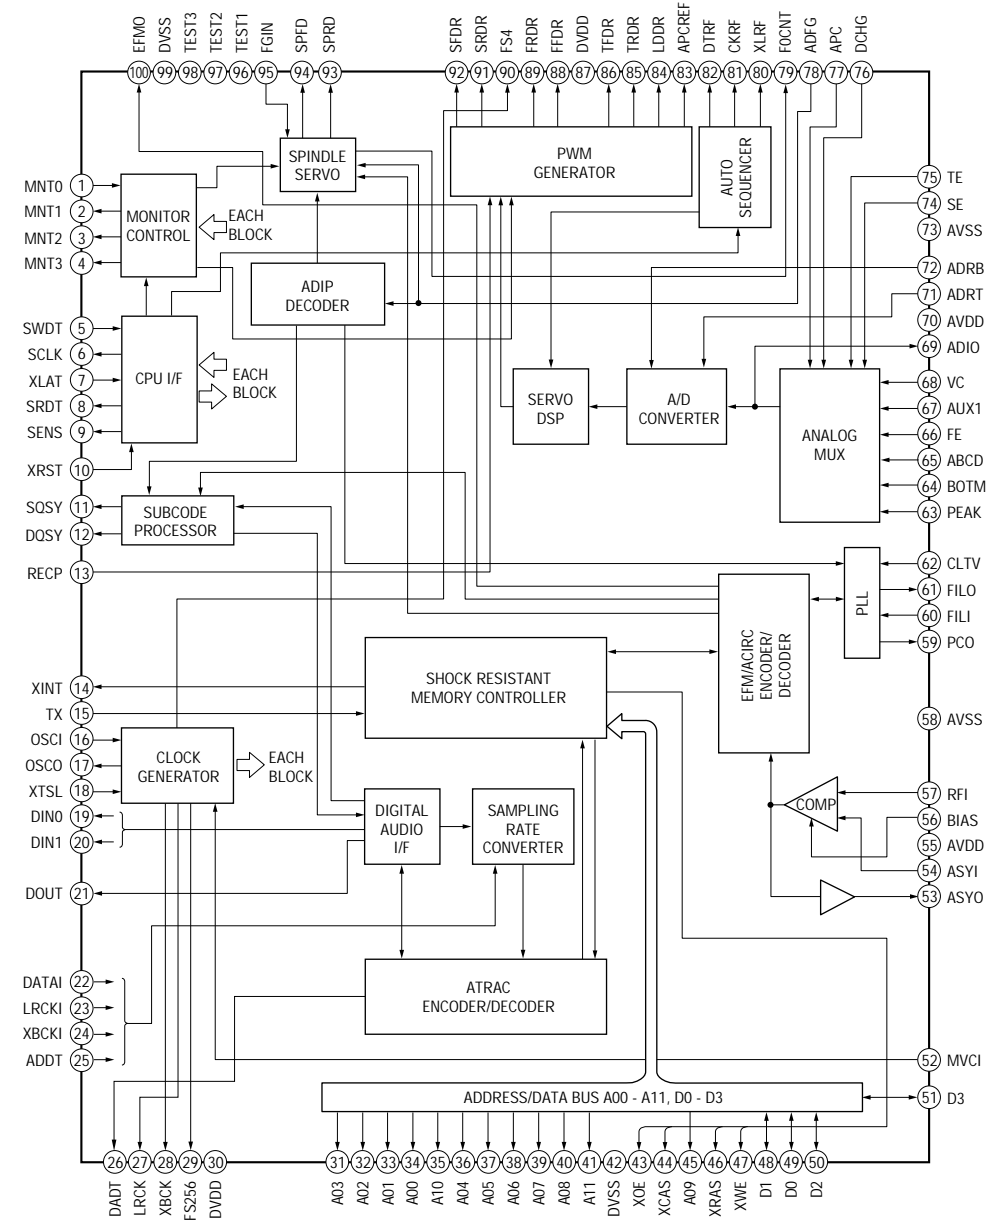 EFMO
DVSS
TEST3
TEST2
TEST1
FGIN
SPFD
SPRD
SFDR
SRDR
FS4
FRDR
FFDR
DVDD
TFDR
TRDR
LDDR
APCREF
DTRF
CKRF
XLRF
F0CNT
ADFG
APC
DCHG
100
99
98
97
96
95
94
93
92
91
90
89
88
87
86
85
84
83
82
81
80
79
78
77
76
MNT0 1
MNT1 2
MNT2 3
MNT3 4
SWDT 5
SCLK 6
XLAT 7
SRDT 8
SENS 9
XRST 10
SQSY 11
DQSY 12
RECP 13
XINT 14
TX 15
OSCI 16
OSCO 17
XTSL 18
DIN0 19
DIN1 20
DOUT 21
DATAI 22
LRCKI 23
XBCKI 24
ADDT 25
SPINDLE
SERVO
PWM
GENERATOR
AUTO
SEQUENCER
MONITOR
CONTROL
EACH
BLOCK
ADIP
DECODER
CPU I/F
EACH
BLOCK
SERVO
DSP
A/D
CONVERTER
ANALOG
MUX
SUBCODE
PROCESSOR
EFM/ACIRC
ENCODER/
DECODER
PLL
SHOCK RESISTANT
MEMORY CONTROLLER
CLOCK
GENERATOR
EACH
BLOCK
DIGITAL
AUDIO
I/F
SAMPLING
RATE
CONVERTER
COMP
ATRAC
ENCODER/DECODER
ADDRESS/DATA BUS A00 - A11, D0 - D3
75 TE
74 SE
73 AVSS
72 ADRB
71 ADRT
70 AVDD
69 ADIO
68 VC
67 AUX1
66 FE
65 ABCD
64 BOTM
63 PEAK
62 CLTV
61 FILO
60 FILI
59 PCO
58 AVSS
57 RFI
56 BIAS
55 AVDD
54 ASYI
53 ASYO
52 MVCI
51 D3
26
27
28
29
30
31
32
33
34
35
36
37
38
39
40
41
42
43
44
45
46
47
48
49
50
DADT
LRCK
XBCK
FS256
DVDD
A03
A02
A01
A00
A10
A04
A05
A06
A07
A08
A11
DVSS
XOE
XCAS
A09
XRAS
XWE
D1
D0
D2